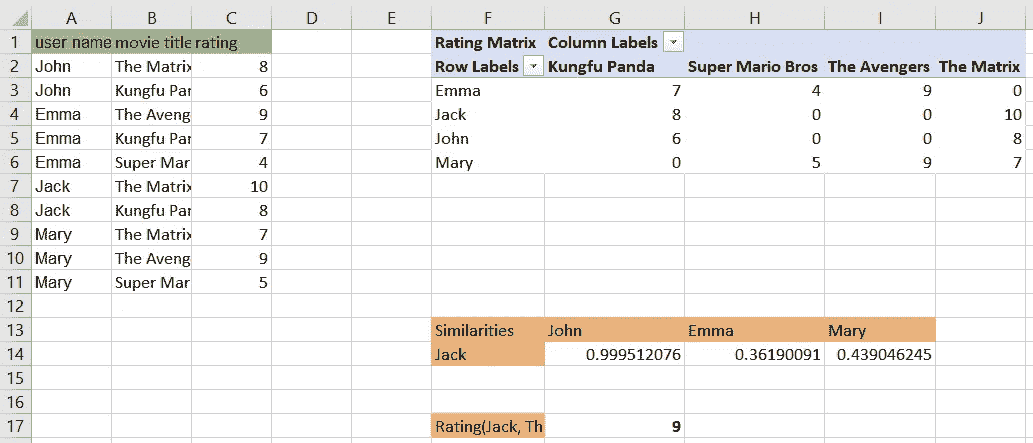 A B C D E F G H I J
1 user name movie title rating Rating Matrix Column Labels
2 John The Matrix 8 Row Labels Kungfu Panda Super Mario Bros The Avengers The Matrix
3 John Kungfu Par 6 Emma 7 4 9 0
4 Emma The Aveng 9 Jack 8 0 0 10
5 Emma Kungfu Par 7 John 6 0 0 8
6 Emma Super Mar 4 Mary 0 5 9 7
7 Jack The Matrix 10
8 Jack Kungfu Par 8
9 Mary The Matrix 7
10 Mary The Aveng 9
11 Mary Super Mar 5
12
13 Similarities John Emma Mary
14 Jack 0.999512076 0.36190091 0.439046245
15
16
17 Rating(Jack, Th 9